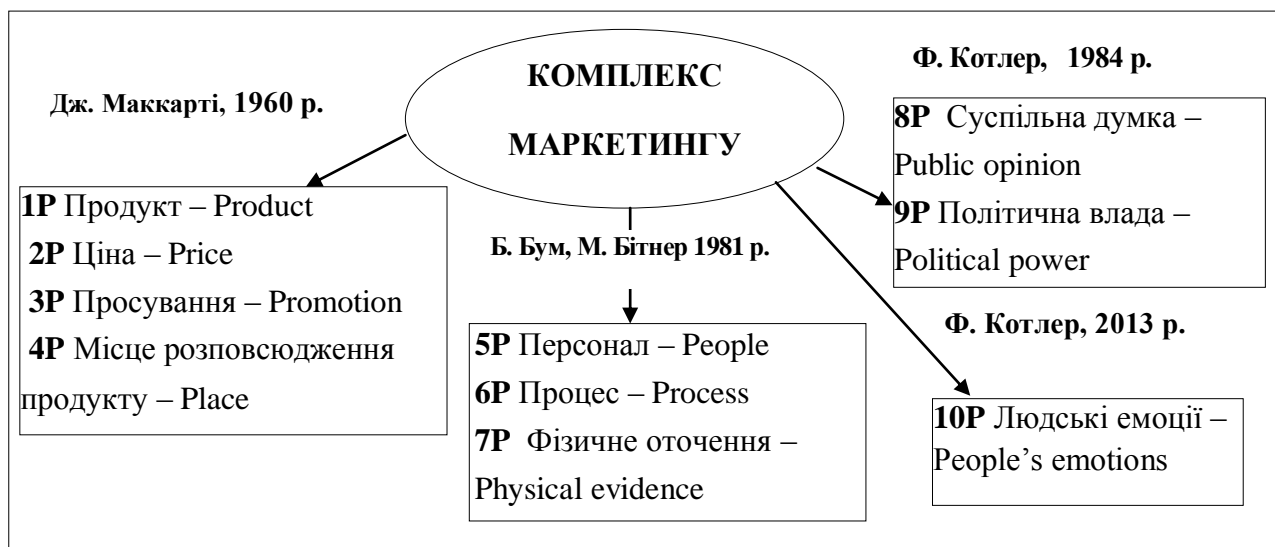 КОМПЛЕКС
МАРКЕТИНГУ
Дж. Маккарті, 1960 р.
1Р Продукт – Product
2Р Ціна – Price
3Р Просування – Promotion
4Р Місце розповсюдження
продукту – Place
Б. Бум, М. Бітнер 1981 р.
5Р Персонал – People
6Р Процес – Process
7Р Фізичне оточення –
Physical evidence
Ф. Котлер, 1984 р.
8Р Суспільна думка –
Public opinion
9Р Політична влада –
Political power
Ф. Котлер, 2013 р.
10Р Людські емоції –
People’s emotions